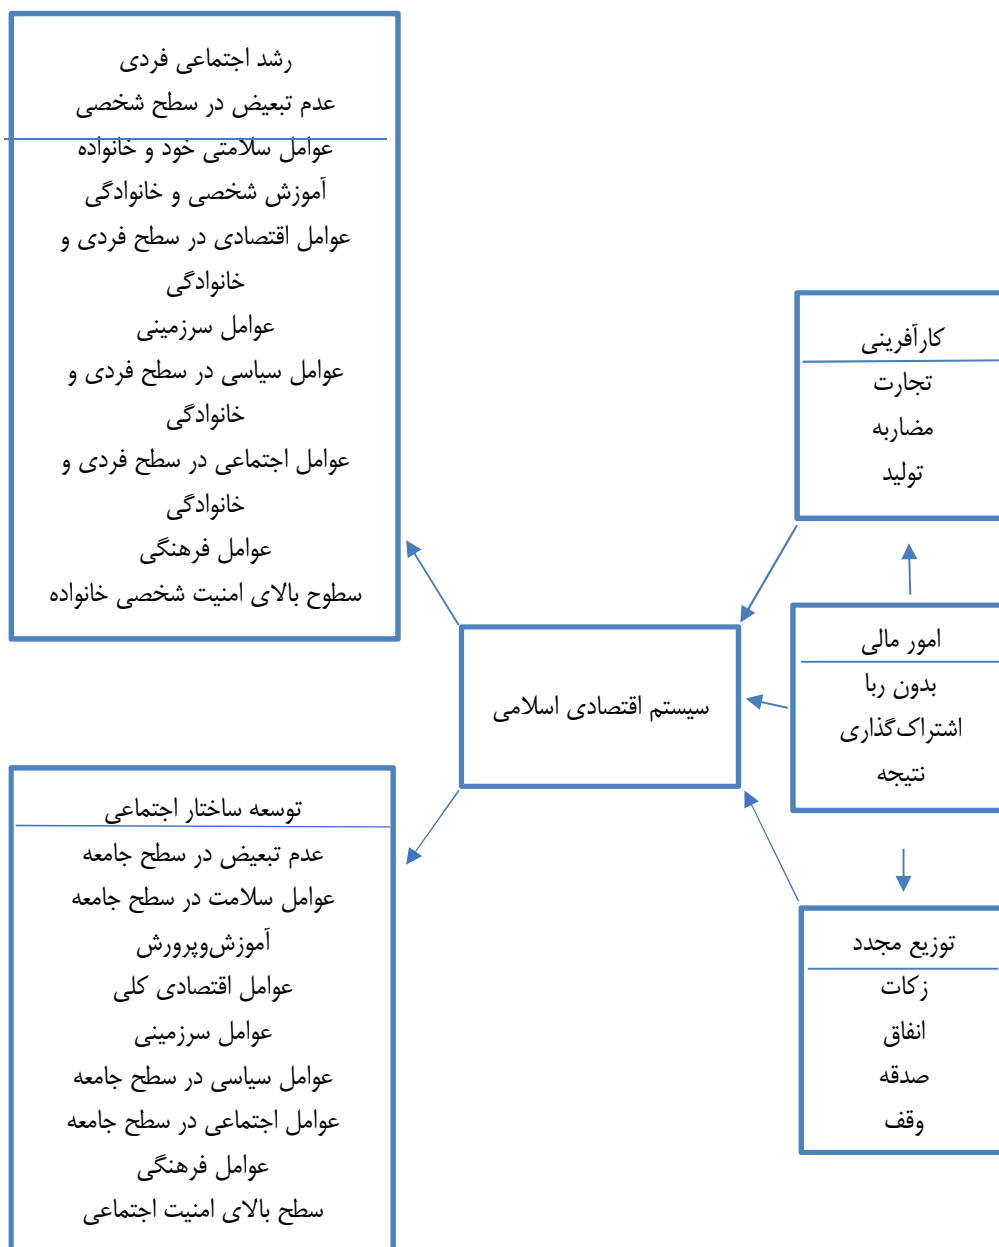 رشد اجتماعی فردی
عدم تبعیض در سطح شخصی
عوامل سلامتی خود و خانواده
آموزش شخصی و خانوادگی
عوامل اقتصادی در سطح فردی و
خانوادگی
عوامل سرزمینی
عوامل سیاسی در سطح فردی و
خانوادگی
عوامل اجتماعی در سطح فردی و
خانوادگی
عوامل فرهنگی
سطوح بالای امنیت شخصی خانواده
کارآفرینی
تجارت
مضاربه
تولید
امور مالی
بدون ربا
اشتراک‌گذاری
نتیجه
سیستم اقتصادی اسلامی
توسعه ساختار اجتماعی
عدم تبعیض در سطح جامعه
عوامل سلامت در سطح جامعه
آموزش‌وپرورش
عوامل اقتصادی کلی
عوامل سرزمینی
عوامل سیاسی در سطح جامعه
عوامل اجتماعی در سطح جامعه
عوامل فرهنگی
سطح بالای امنیت اجتماعی
توزیع مجدد
زکات
انفاق
صدقه
وقف